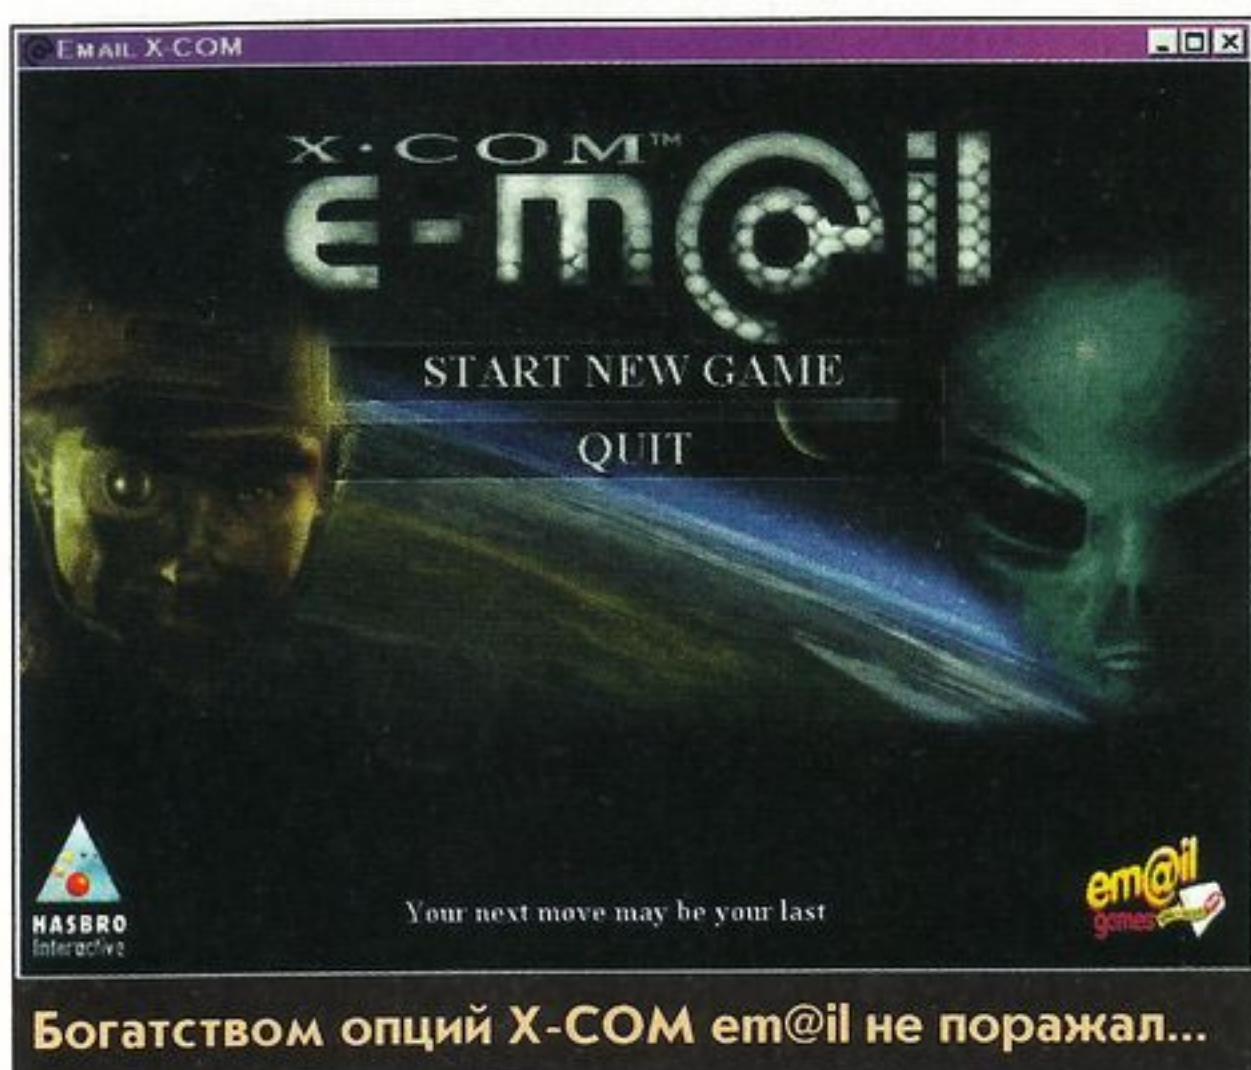 EMAIL X-COM
X·COM™
e-m@il
START NEW GAME
QUIT
Your next move may be your last
HASBRO
Interactive
em@il
games
Богатством опций X-COM em@il не поражал...